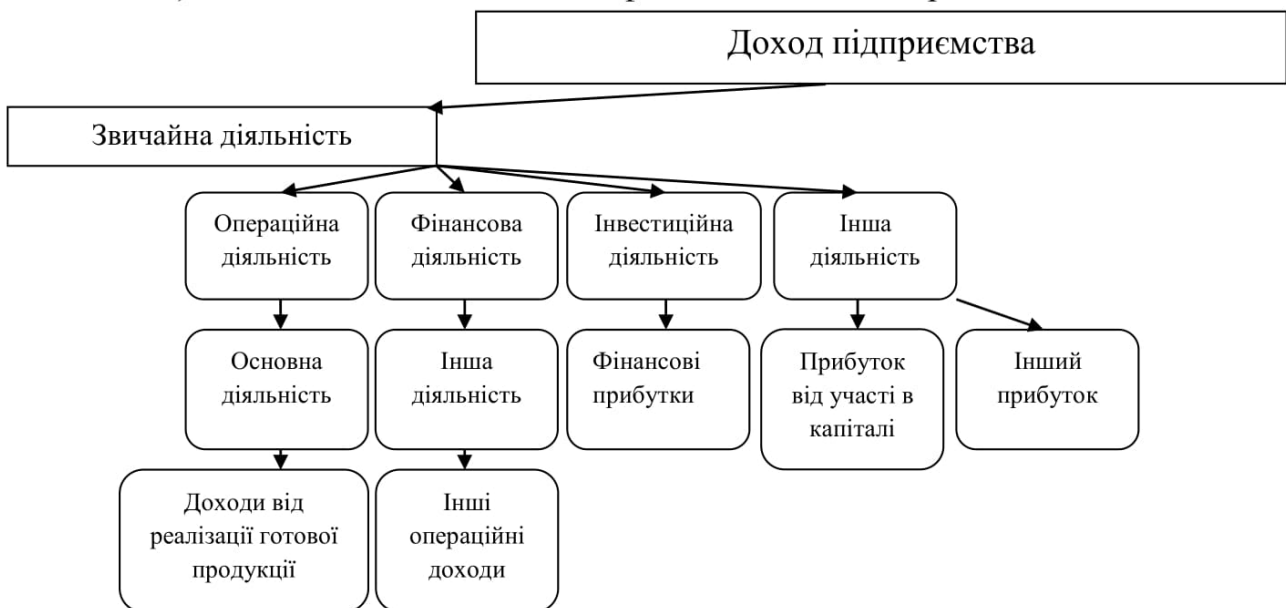 Доход підприємства
Звичайна діяльність
Операційна
діяльність
Фінансова
діяльність
Інвестиційна
діяльність
Інша
діяльність
Основна
діяльність
Інша
діяльність
Фінансові
прибутки
Прибуток
від участі в
капіталі
Інший
прибуток
Доходи від
реалізації готової
продукції
Інші
операційні
доходи